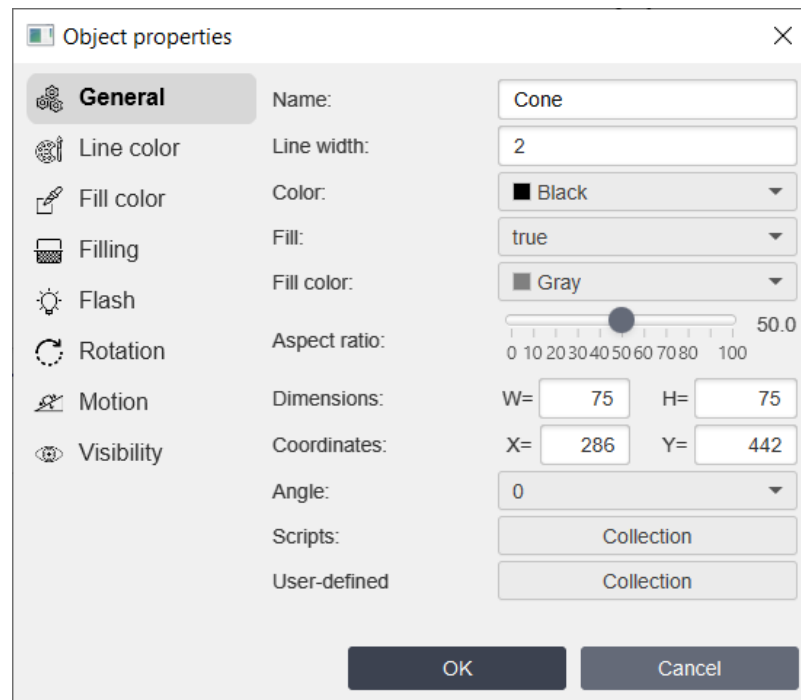 Object properties
General
Line color
Fill color
Filling
Flash
Rotation
Motion
Visibility
Name: Cone
Line width: 2
Color: Black
Fill: true
Fill color: Gray
Aspect ratio: 50.0
0 10 20 30 40 50 60 70 80 100
Dimensions: W= 75 H= 75
Coordinates: X= 286 Y= 442
Angle: 0
Scripts: Collection
User-defined Collection
OK Cancel